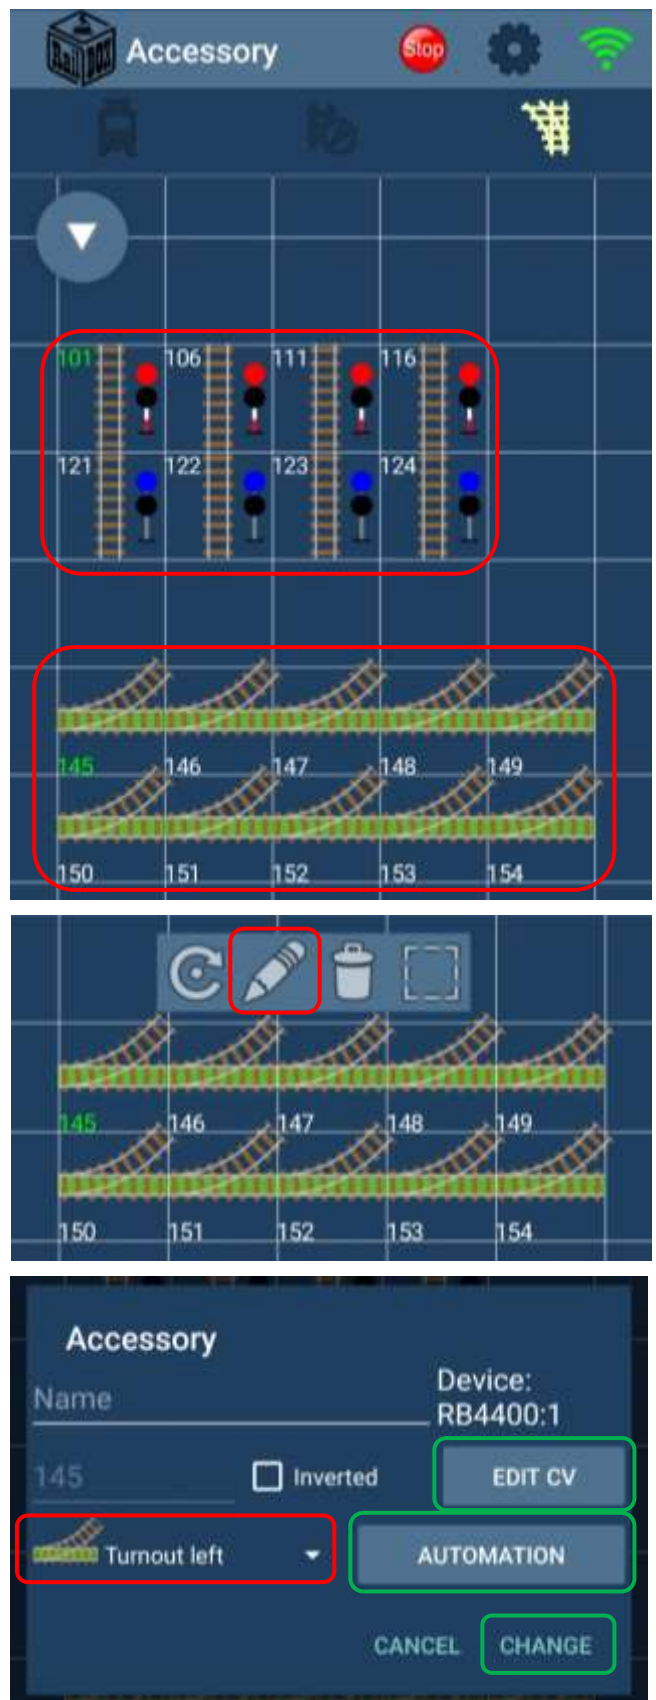 Rail BOX
Accessory
Stop
101 106 111 116
121 122 123 124
145 146 147 148 149
150 151 152 153 154
145 146 147 148 149
150 151 152 153 154
Accessory
Name
Device:
RB4400:1
145
Inverted
EDIT CV
Turnout left
AUTOMATION
CANCEL
CHANGE